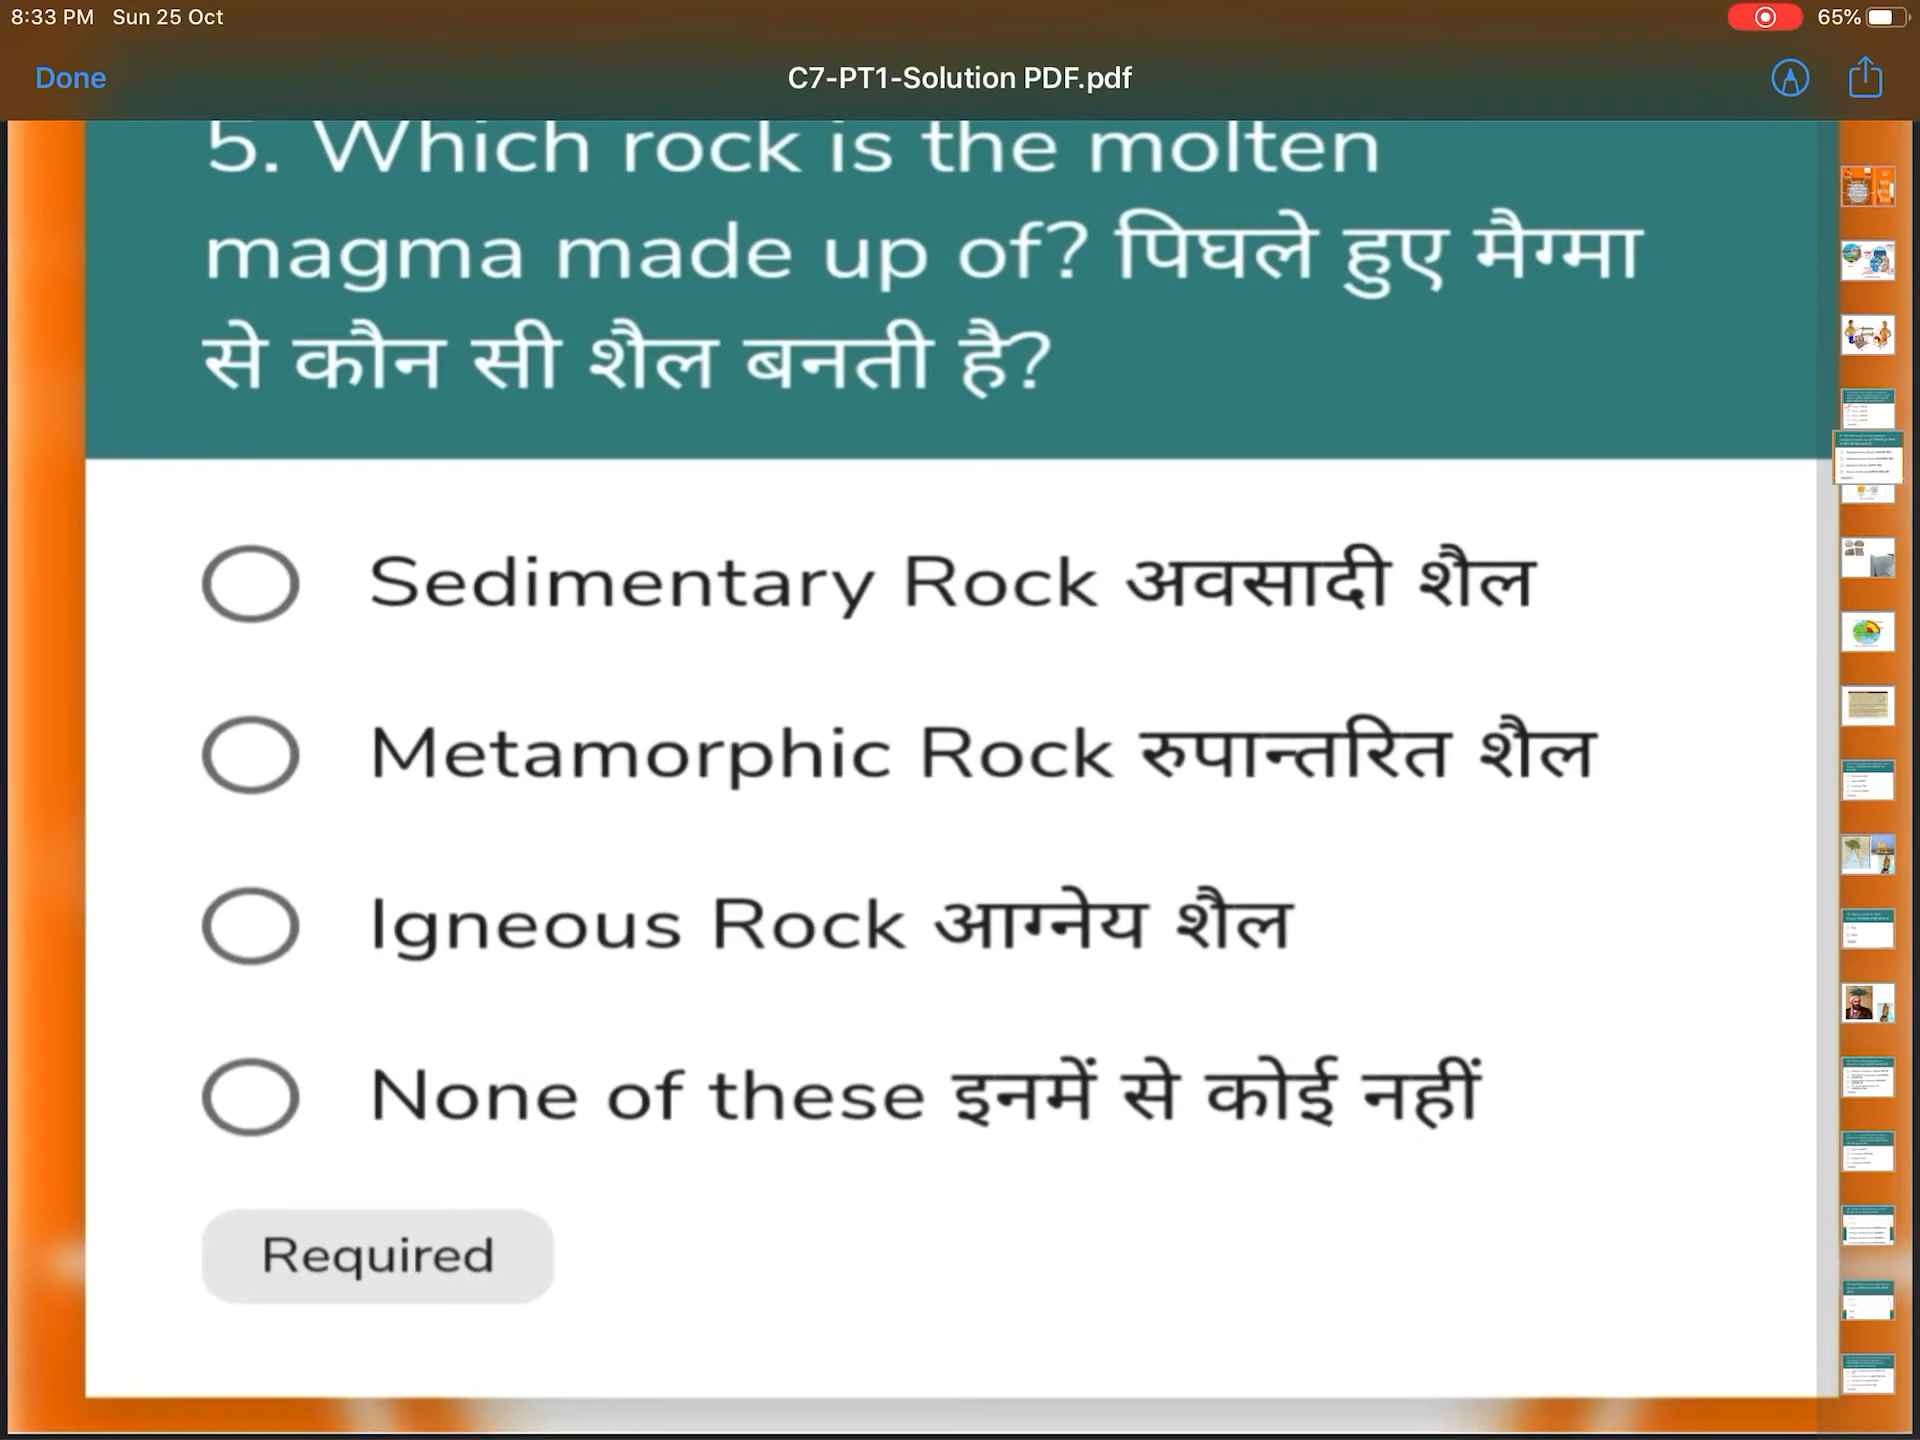 8:33 PM Sun 25 Oct
65%
Done
C7-PT1-Solution PDF.pdf
5. Which rock is the molten
magma made up of? पिघले हुए मैग्मा
से कौन सी शैल बनती है?
Sedimentary Rock अवसादी शैल
Metamorphic Rock रुपान्तरित शैल
Igneous Rock आग्नेय शैल
None of these इनमें से कोई नहीं
Required